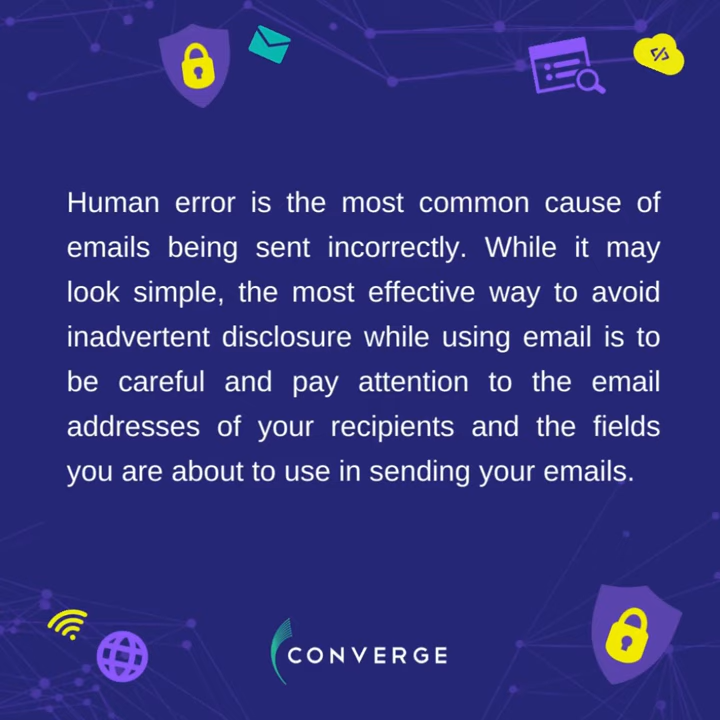 Human error is the most common cause of
emails being sent incorrectly. While it may
look simple, the most effective way to avoid
inadvertent disclosure while using email is to
be careful and pay attention to the email
addresses of your recipients and the fields
you are about to use in sending your emails.
CONVERGE